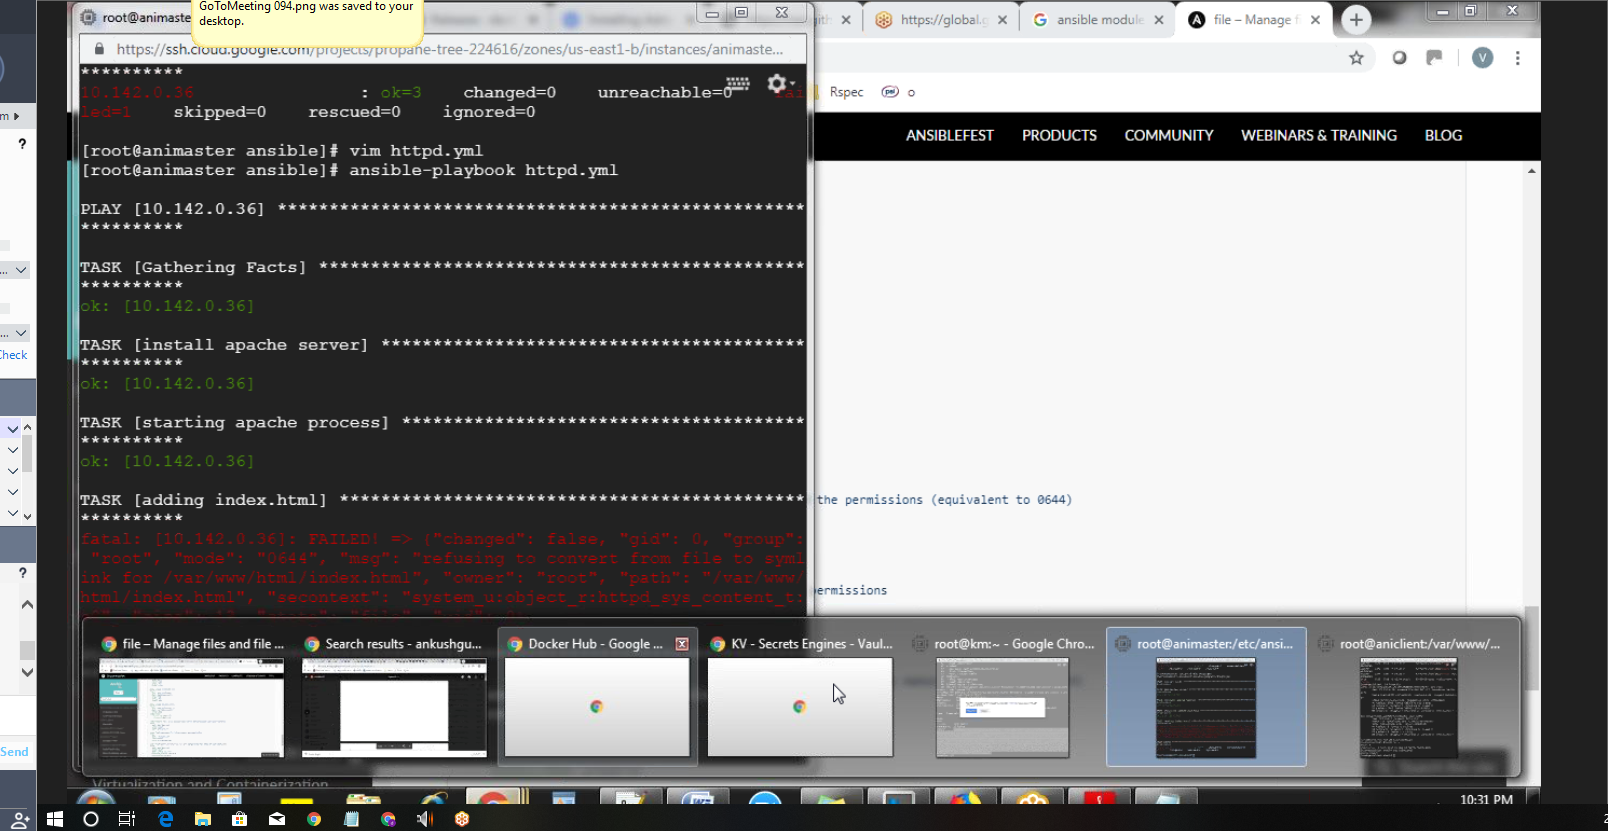 GoToMeeting 094.png was saved to your
desktop.
root@animaster
https://ssh.cloud.google.com/projects/propane-tree-224616/zones/us-east1-b/instances/animaste...
https://global.g
ansible module
file – Manage f
V
Rspec
o
ANSIBLEFEST PRODUCTS COMMUNITY WEBINARS & TRAINING BLOG
**********
10.142.0.36 : ok=3 changed=0 unreachable=0 fai
led=1 skipped=0 rescued=0 ignored=0
[root@animaster ansible]# vim httpd.yml
[root@animaster ansible]# ansible-playbook httpd.yml
PLAY [10.142.0.36] ***************************************************
**********
TASK [Gathering Facts] ***********************************************
**********
ok: [10.142.0.36]
TASK [install apache server] *****************************************
**********
ok: [10.142.0.36]
TASK [starting apache process] ***************************************
**********
ok: [10.142.0.36]
TASK [adding index.html] *********************************************
**********
fatal: [10.142.0.36]: FAILED! => {"changed": false, "gid": 0, "group":
"root", "mode": "0644", "msg": "refusing to convert from file to syml
ink for /var/www/html/index.html", "owner": "root", "path": "/var/www/
html/index.html", "secontext": "system_u:object_r:httpd_sys_content_t:
the permissions (equivalent to 0644)
permissions
m
?
...
...
Check
?
Send
file – Manage files and file ...
Search results - ankushgu...
Docker Hub - Google ...
KV - Secrets Engines - Vaul...
root@km:~ - Google Chro...
root@animaster:/etc/ansi...
root@aniclient:/var/www/...
Virtualization and Containerization
10:31 PM